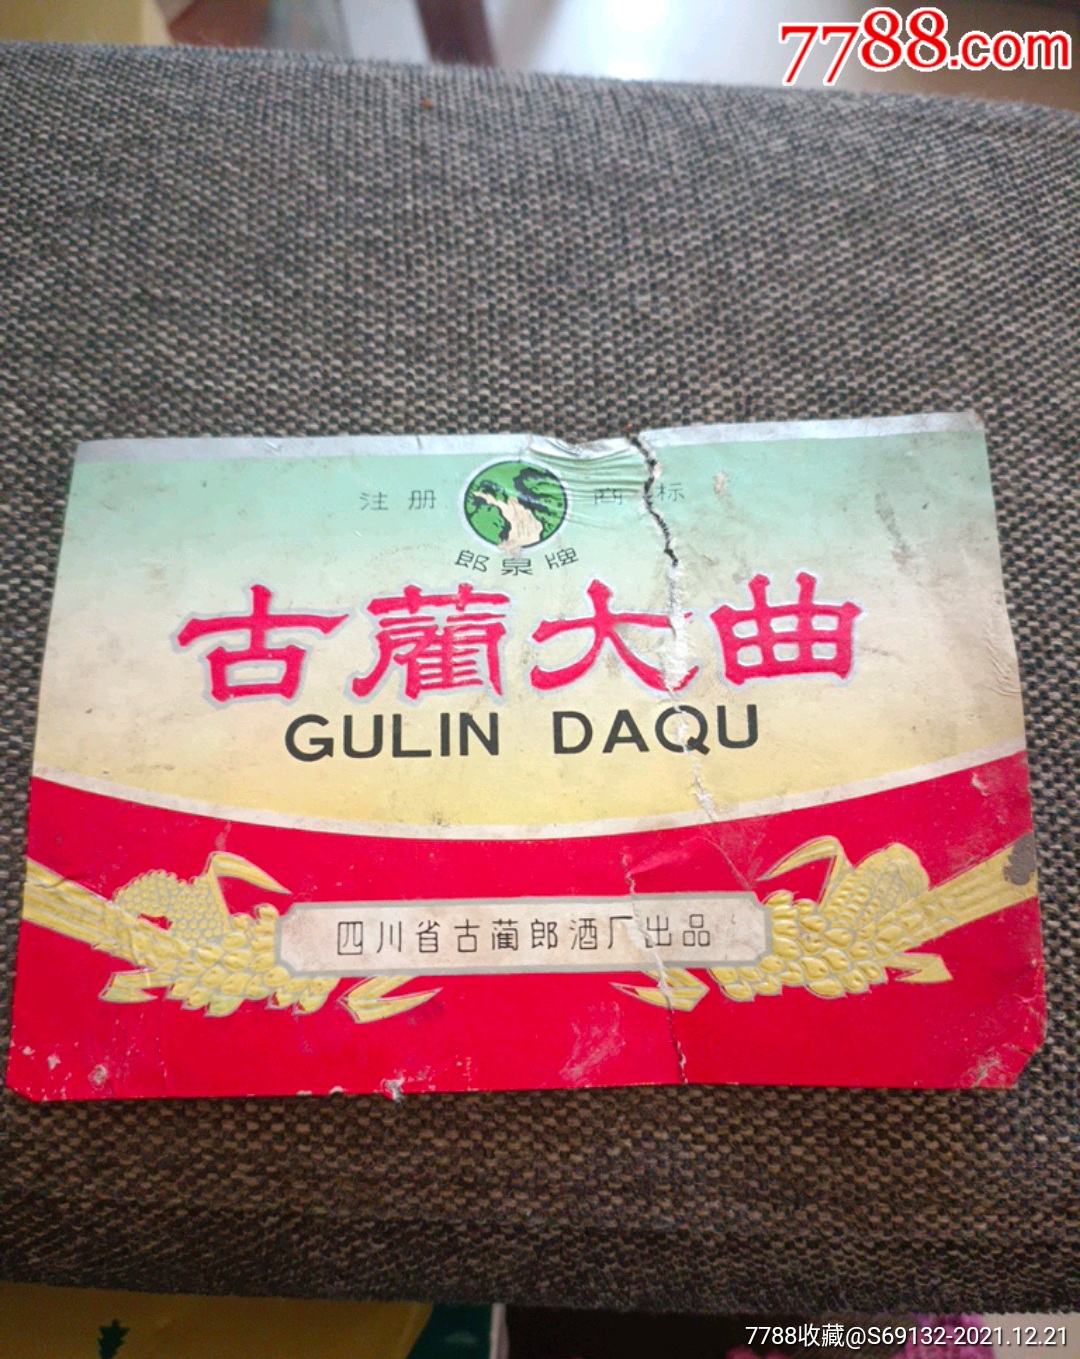 7788.com
注册 商标
郎泉牌
古蔺大曲
GULIN DAQU
四川省古蔺郎酒厂出品
7788收藏@S69132-2021.12.21